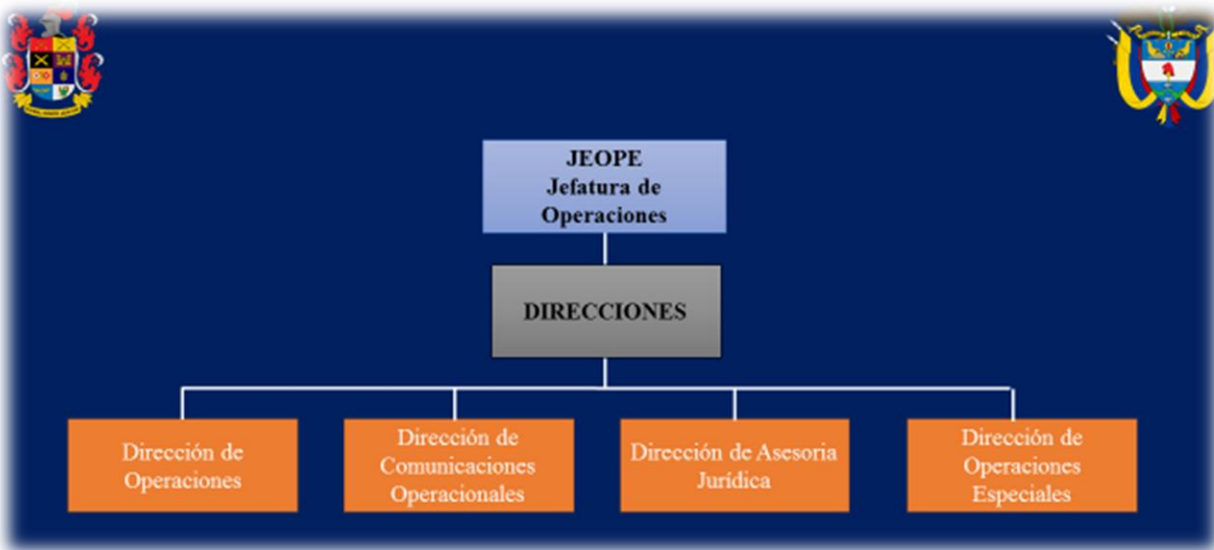 JEOPE
Jefatura de
Operaciones
DIRECCIONES
Dirección de
Operaciones
Dirección de
Comunicaciones
Operacionales
Dirección de Asesoria
Jurídica
Dirección de
Operaciones
Especiales